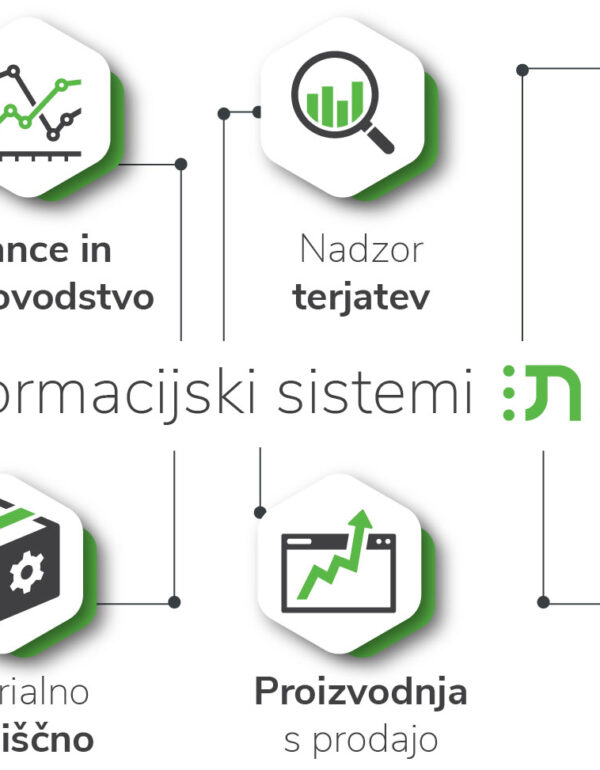 ance in
ovodstvo
Nadzor
terjatev
ormacijski sistemi
rialno
iščno
Proizvodnja
s prodajo